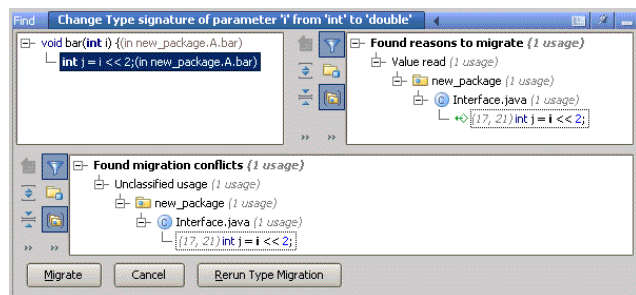 Find Change Type signature of parameter 'i' from 'int' to 'double'
void bar(int i) {(in new_package.A.bar)
int j = i << 2;(in new_package.A.bar)
Found reasons to migrate (1 usage)
Value read (1 usage)
new_package (1 usage)
Interface.java (1 usage)
(17, 21) int j = i << 2;
Found migration conflicts (1 usage)
Unclassified usage (1 usage)
new_package (1 usage)
Interface.java (1 usage)
(17, 21) int j = i << 2;
Migrate Cancel Rerun Type Migration